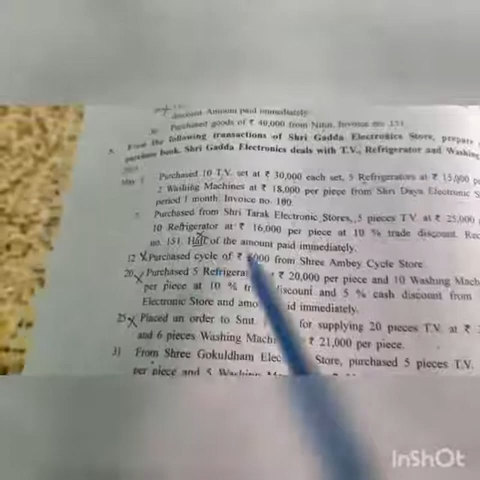 discount Amount paid immediately.
30 Purchased goods of ₹ 40,000 from Nitin, Invoice no. 151.
From the following transactions of Shri Gadda Electronics Store, prepare
purchase book. Shri Gadda Electronics deals with T.V., Refrigerator and Washing
May 1 Purchased 10 T.V. set at ₹ 30,000 each set, 5 Refrigerators at ₹ 15,000 pe
2 Washing Machines at ₹ 18,000 per piece from Shri Daya Electronic S
period 1 month. Invoice no. 100.
Purchased from Shri Tarak Electronic Stores, 5 pieces T.V. at ₹ 25,000
10 Refrigerator at ₹ 16,000 per piece at 10 % trade discount. Rec
no. 151. Half of the amount paid immediately.
12 Purchased cycle of ₹ 6000 from Shree Ambey Cycle Store.
20 Purchased 5 Refrigerat ₹ 20,000 per piece and 10 Washing Mach
per piece at 10 % tr discount and 5 % cash discount from
Electronic Store and amo id immediately.
25 Placed an order to Smt. for supplying 20 pieces T.V. at ₹
and 6 pieces Washing Mach ₹ 21,000 per piece.
31 From Shree Gokuldham Elec Store, purchased 5 pieces T.V.
per piece and 5 Washing
InShOt